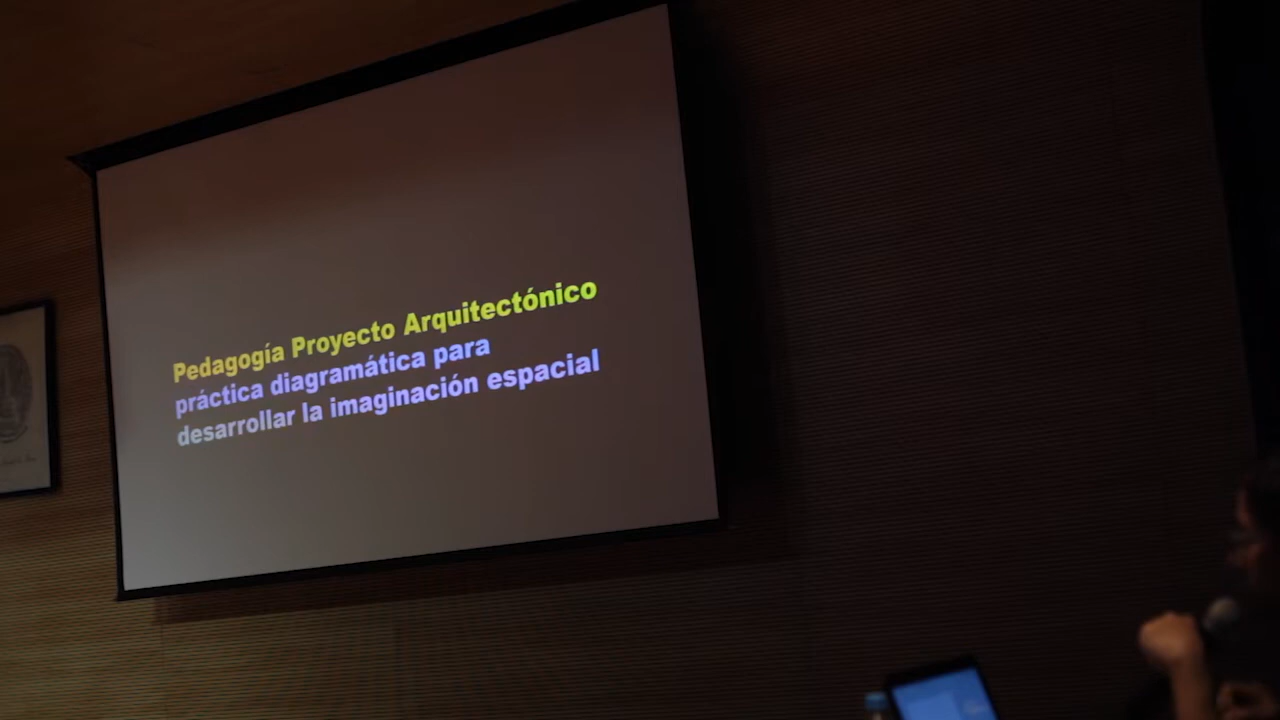 Pedagogía Proyecto Arquitectónico
práctica diagramática para
desarrollar la imaginación espacial